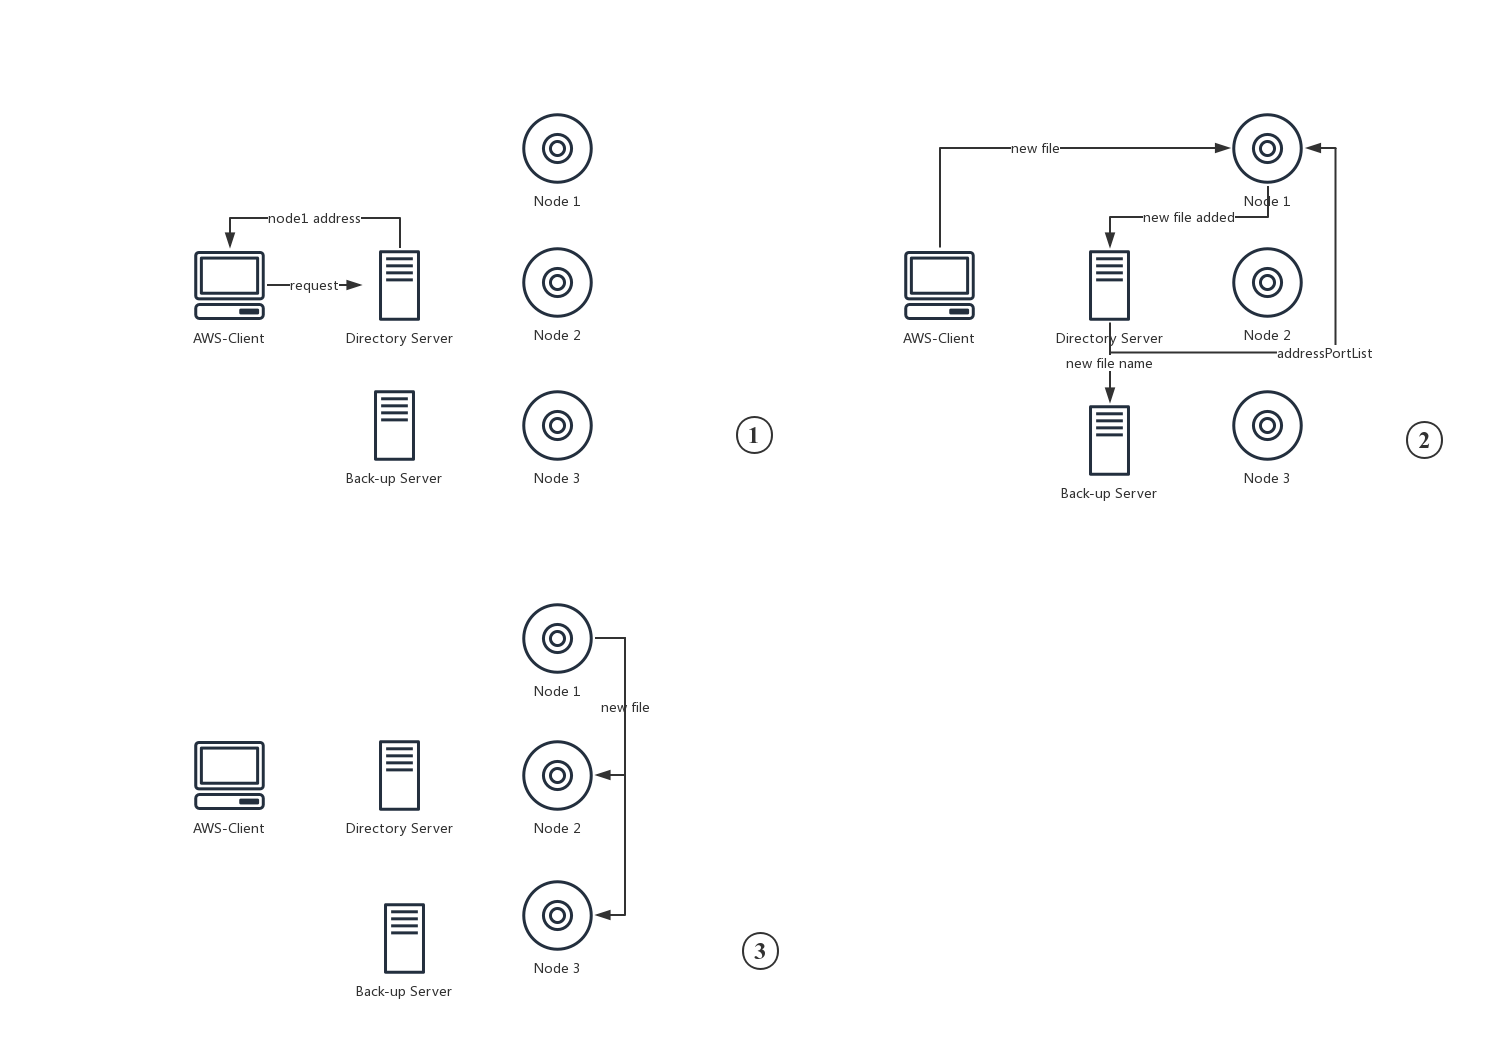 Node 1
node1 address
request
AWS-Client
Directory Server
Node 2
Back-up Server
Node 3
1
new file
Node 1
new file added
AWS-Client
Directory Server
Node 2
addressPortList
new file name
Back-up Server
Node 3
2
Node 1
new file
AWS-Client
Directory Server
Node 2
Back-up Server
Node 3
3